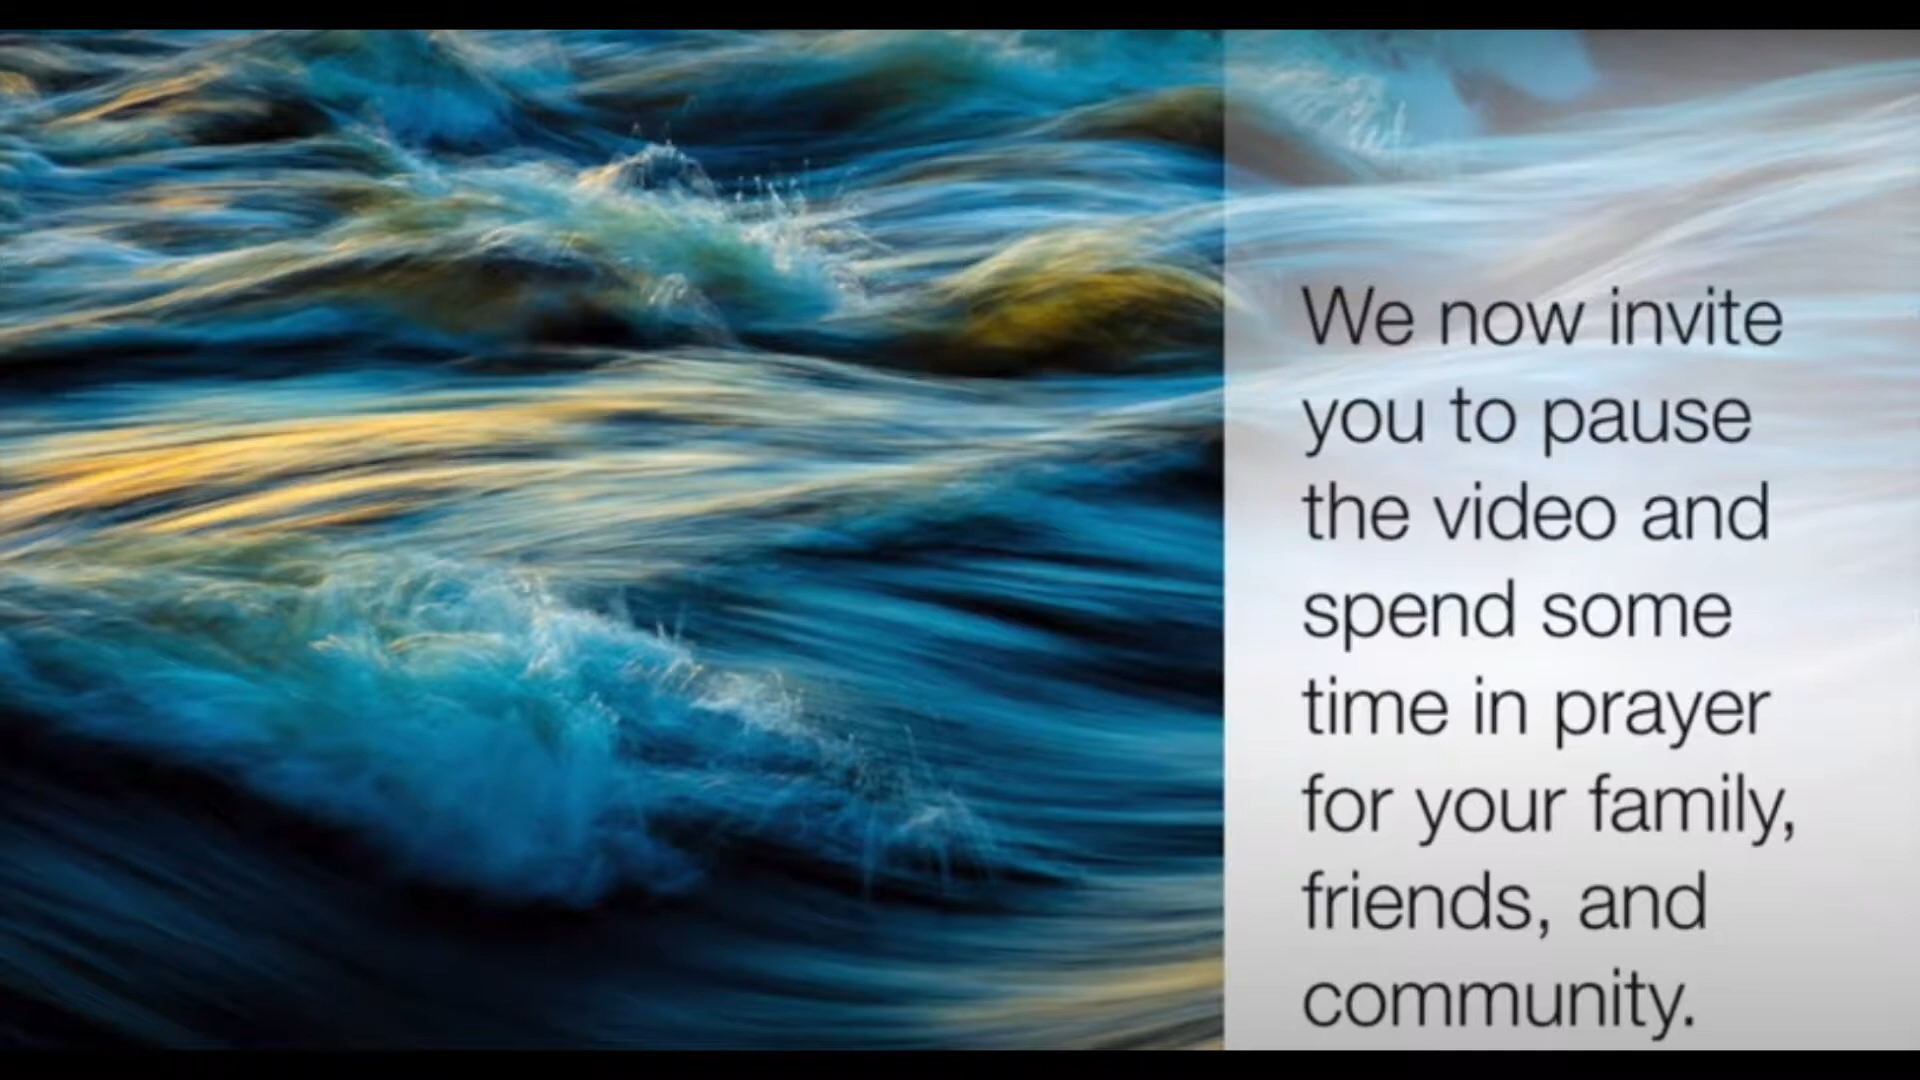 We now invite
you to pause
the video and
spend some
time in prayer
for your family,
friends, and
community.